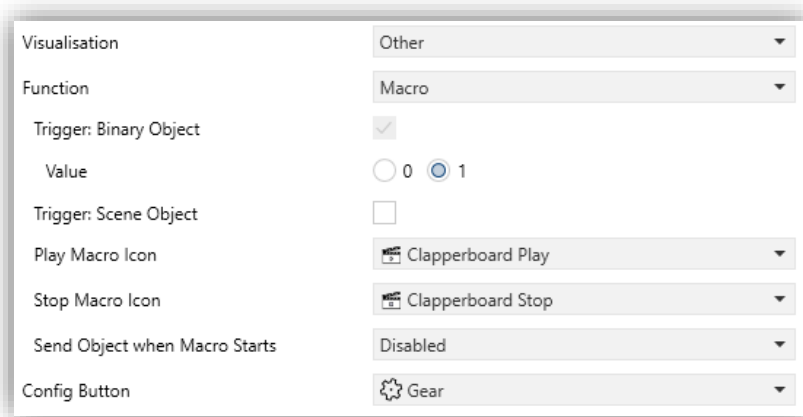 Visualisation Other
Function Macro
Trigger: Binary Object
Value 0 1
Trigger: Scene Object
Play Macro Icon Clapperboard Play
Stop Macro Icon Clapperboard Stop
Send Object when Macro Starts Disabled
Config Button Gear